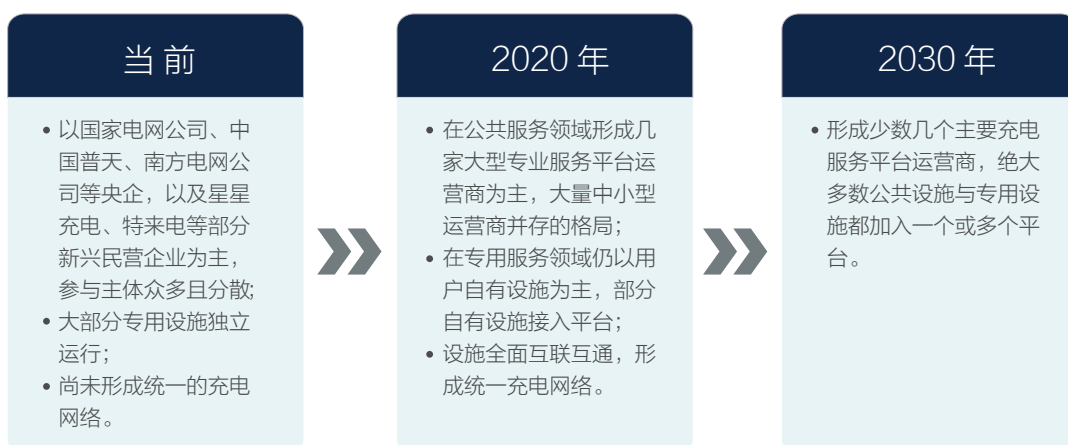 当前
• 以国家电网公司、中
国普天、南方电网公
司等央企，以及星星
充电、特来电等部分
新兴民营企业为主，
参与主体众多且分散;
• 大部分专用设施独立
运行；
• 尚未形成统一的充电
网络。
2020 年
• 在公共服务领域形成几
家大型专业服务平台运
营商为主，大量中小型
运营商并存的格局；
• 在专用服务领域仍以用
户自有设施为主，部分
自有设施接入平台；
• 设施全面互联互通，形
成统一充电网络。
2030 年
• 形成少数几个主要充电
服务平台运营商，绝大
多数公共设施与专用设
施都加入一个或多个平
台。